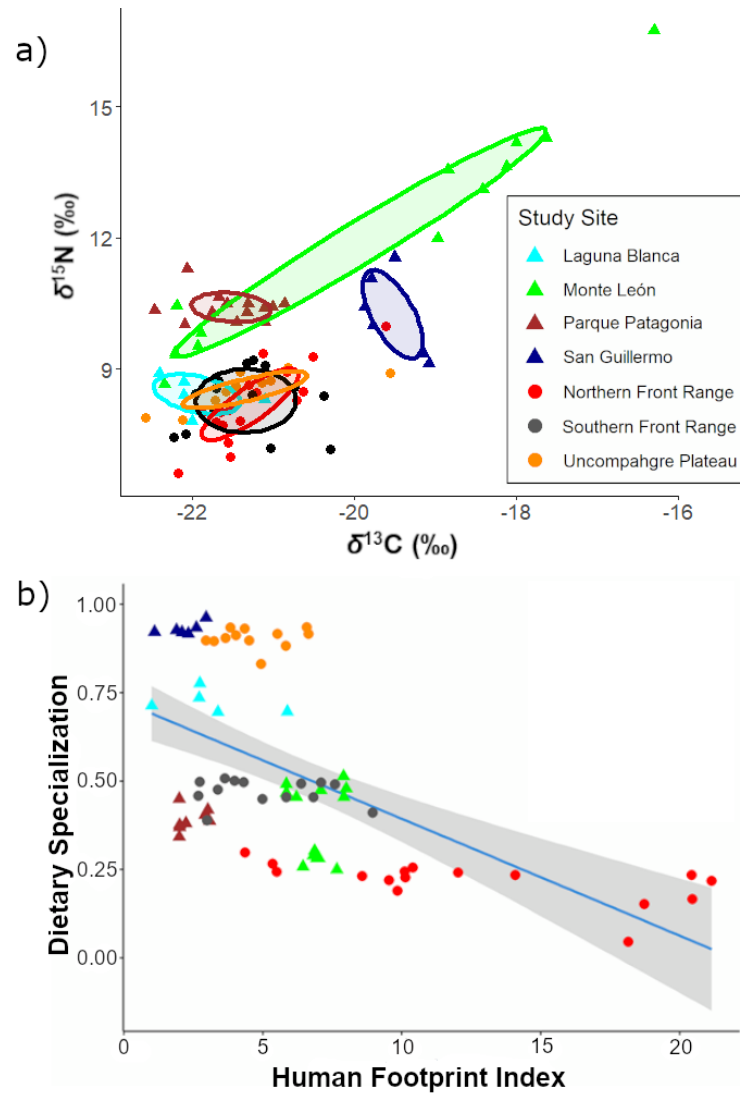 a)
15
12
9
δ15N (‰)
-22
-20
-18
-16
δ13C (‰)
Study Site
Laguna Blanca
Monte León
Parque Patagonia
San Guillermo
Northern Front Range
Southern Front Range
Uncompahgre Plateau
b)
1.00
0.75
0.50
0.25
0.00
Dietary Specialization
0
5
10
15
20
Human Footprint Index